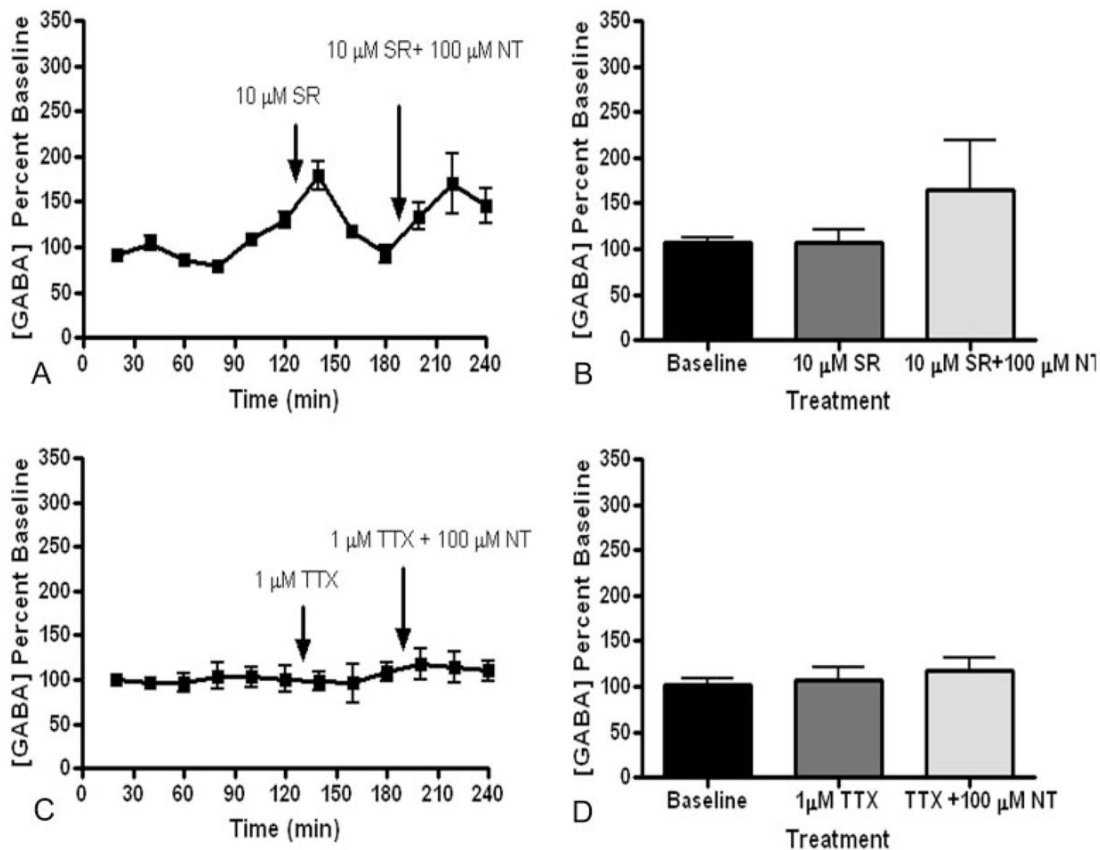 350
300
250
200
150
100
50
0
[GABA] Percent Baseline
10 μM SR
10 μM SR+ 100 μM NT
0 30 60 90 120 150 180 210 240
Time (min)
A
350
300
250
200
150
100
50
0
[GABA] Percent Baseline
Baseline 10 μM SR 10 μM SR+100 μM NT
Treatment
B
350
300
250
200
150
100
50
0
[GABA] Percent Baseline
1 μM TTX
1 μM TTX + 100 μM NT
0 30 60 90 120 150 180 210 240
Time (min)
C
350
300
250
200
150
100
50
0
[GABA] Percent Baseline
Baseline 1μM TTX TTX +100 μM NT
Treatment
D